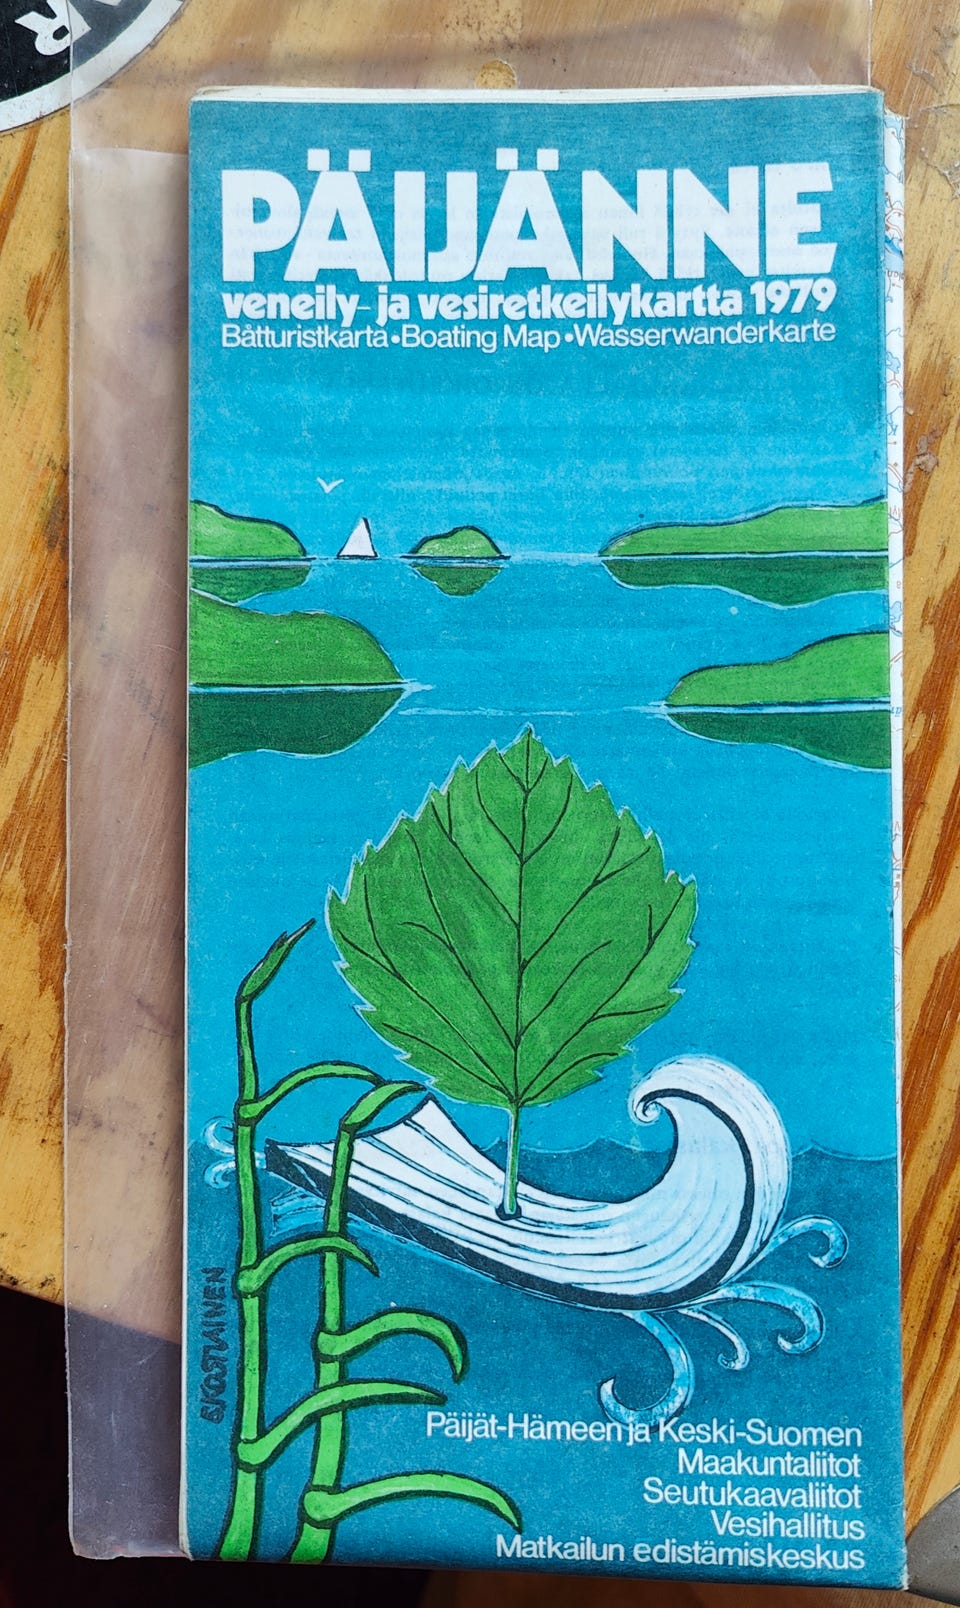 PÄIJÄNNE
veneily- ja vesiretkeilykartta 1979
Båtturistkarta•Boating Map•Wasserwanderkarte
Päijät-Hämeen ja Keski-Suomen
Maakuntaliitot
Seutukaavaliitot
Vesihallitus
Matkailun edistämiskeskus